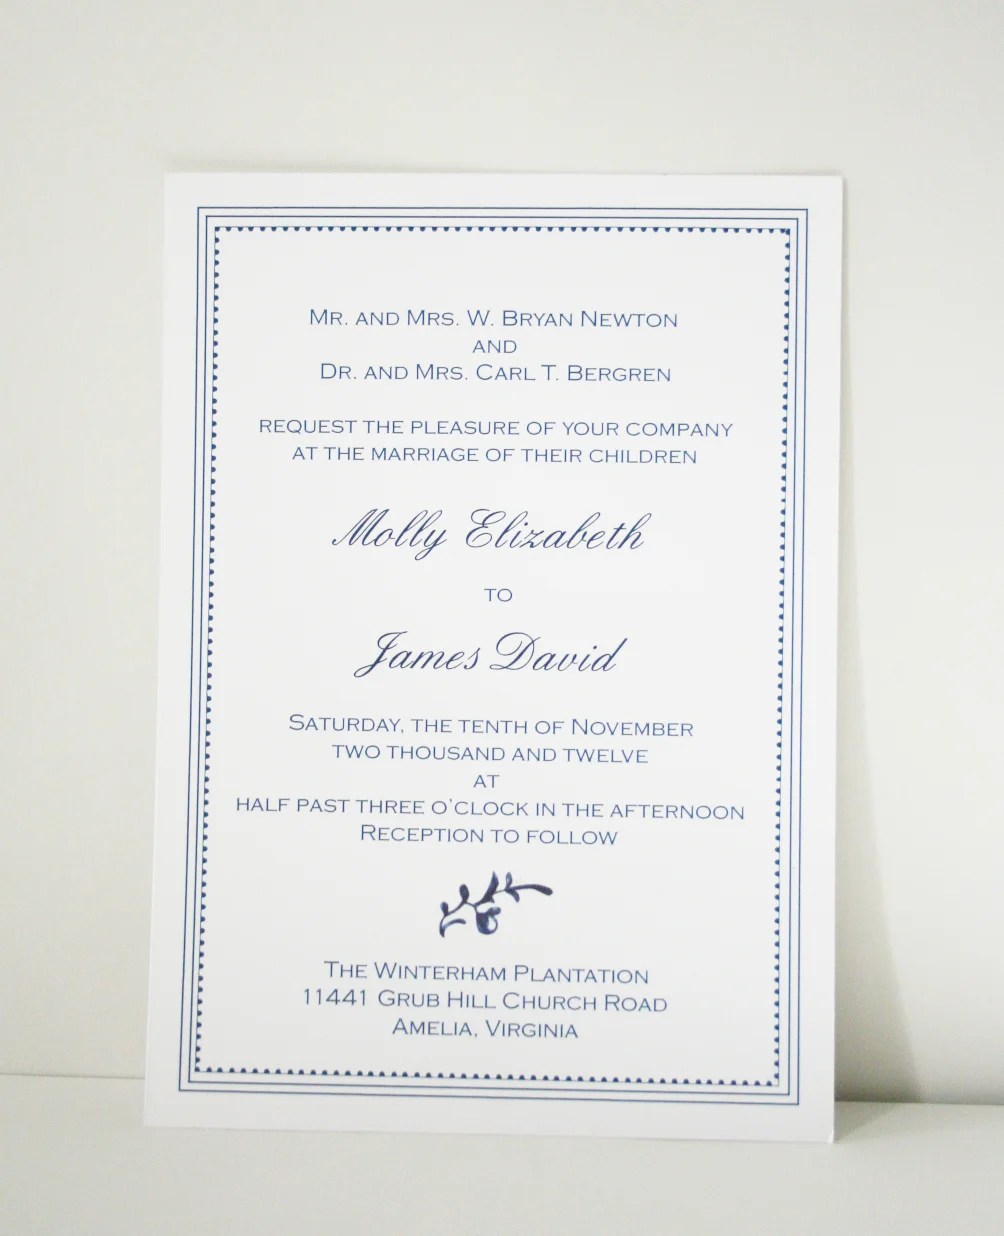 Mr. and Mrs. W. Bryan Newton
and
Dr. and Mrs. Carl T. Bergren
request the pleasure of your company
at the marriage of their children
Molly Elizabeth
to
James David
Saturday, the tenth of November
two thousand and twelve
at
half past three o'clock in the afternoon
Reception to follow
The Winterham Plantation
11441 Grub Hill Church Road
Amelia, Virginia